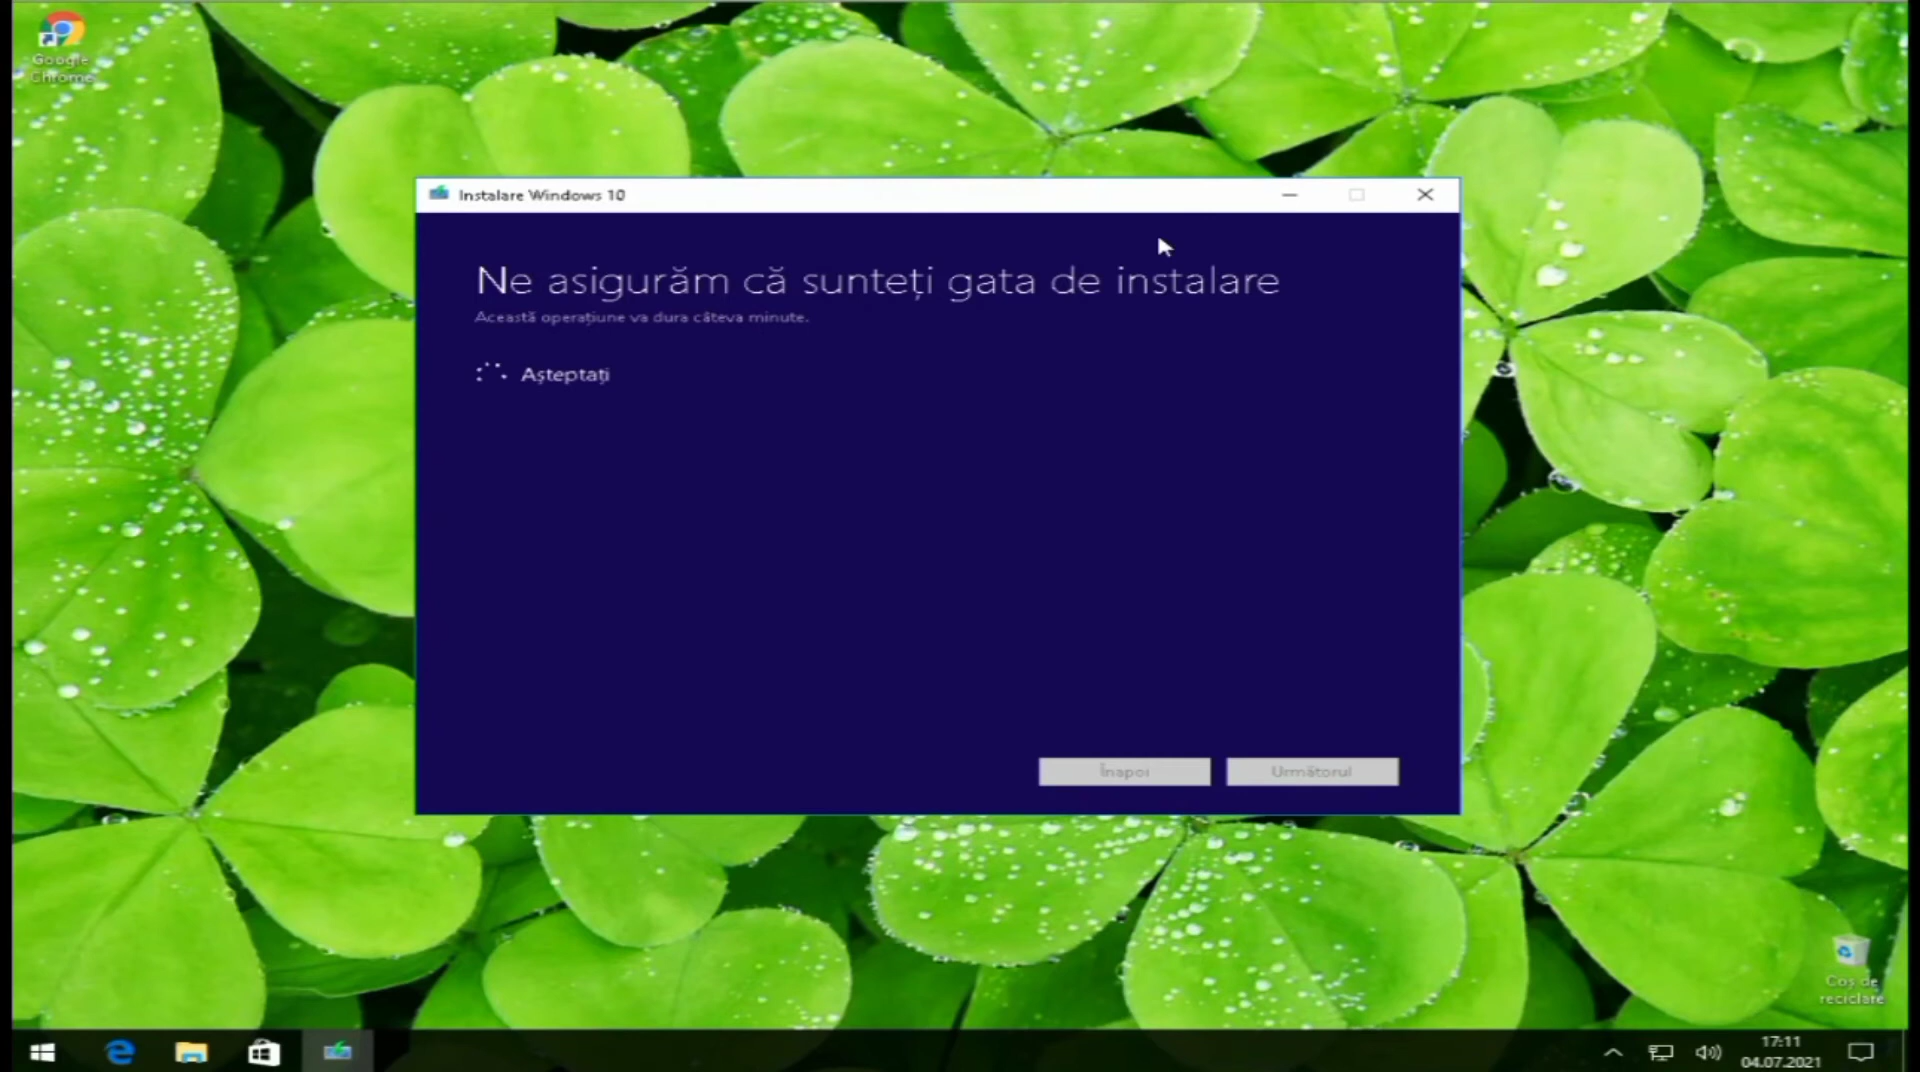 Google
Chrome
Instalare Windows 10
Ne asigurăm că sunteți gata de instalare
Această operațiune va dura câteva minute.
Așteptați
Înapoi
Următorul
Coș de
reciclare
17:11
04.07.2021